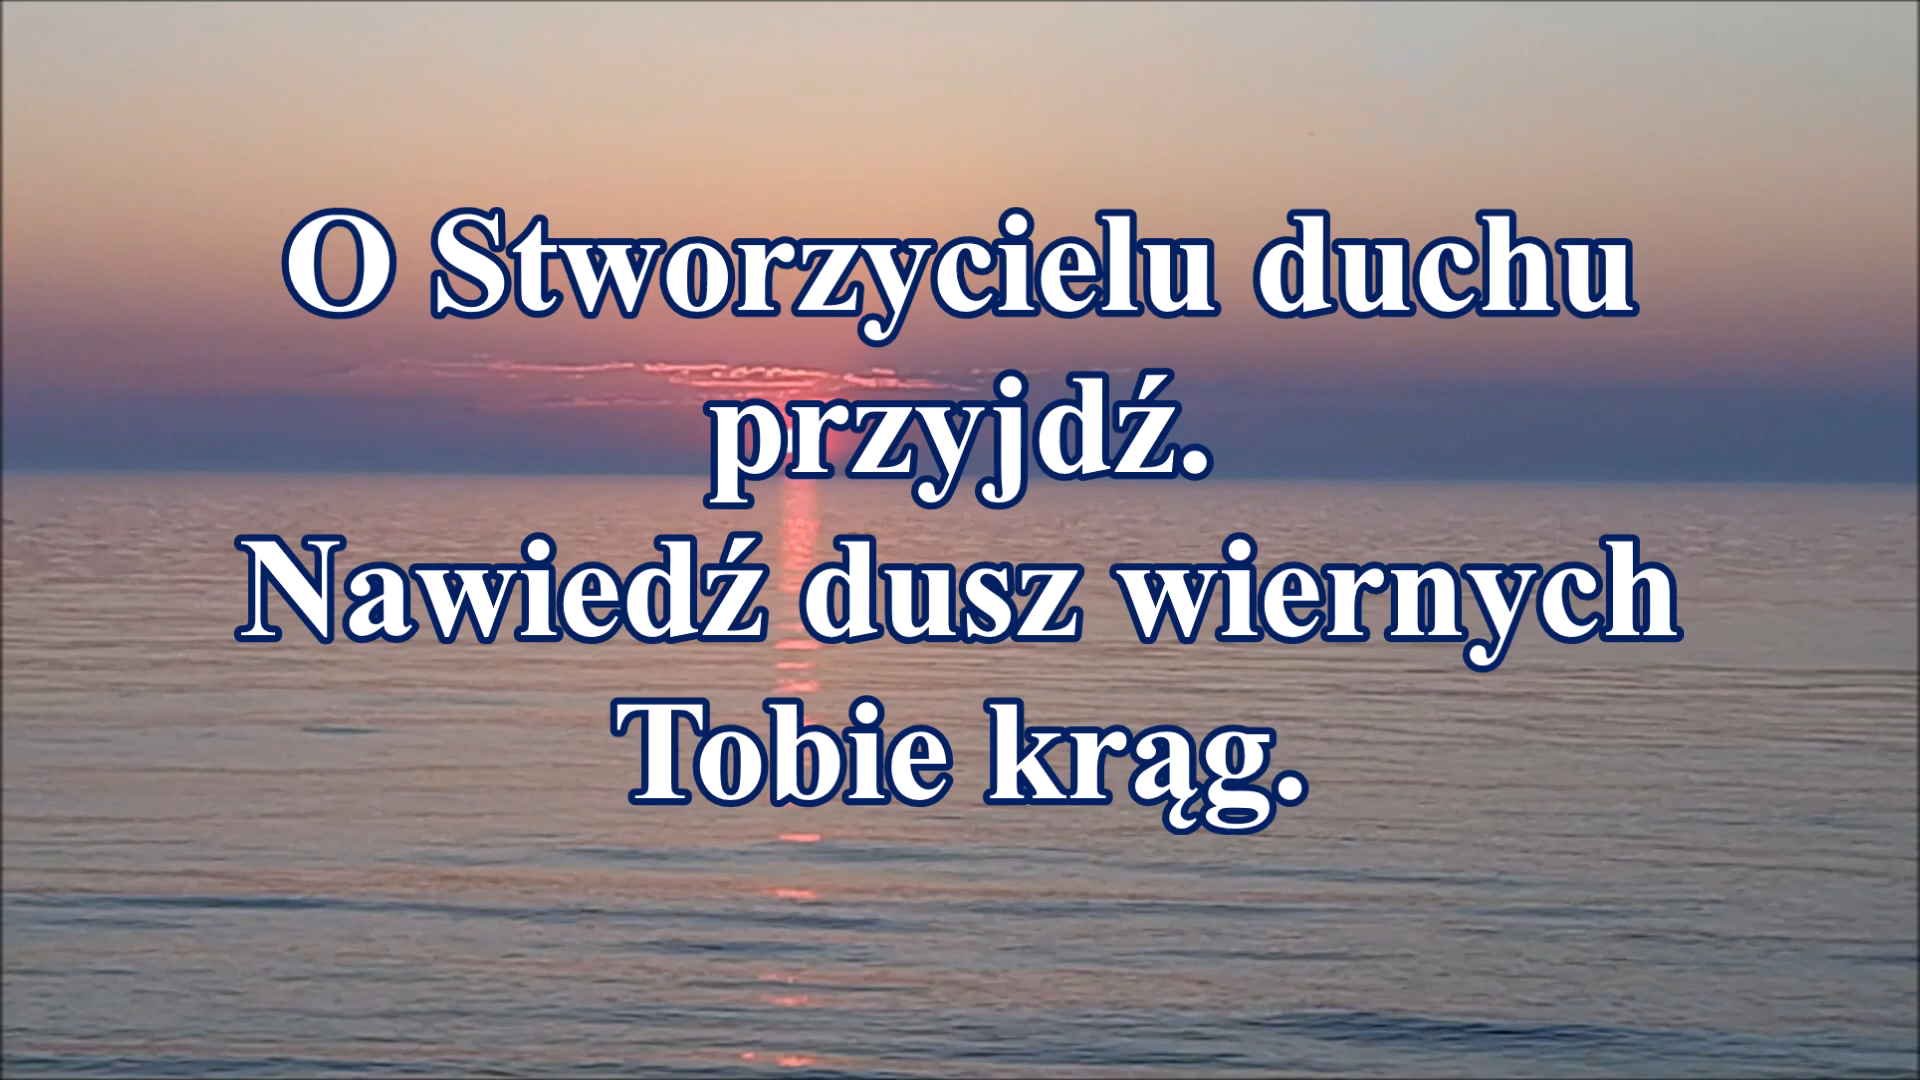 O Stworzycielu duchu
przyjdź.
Nawiedź dusz wiernych
Tobie krąg.